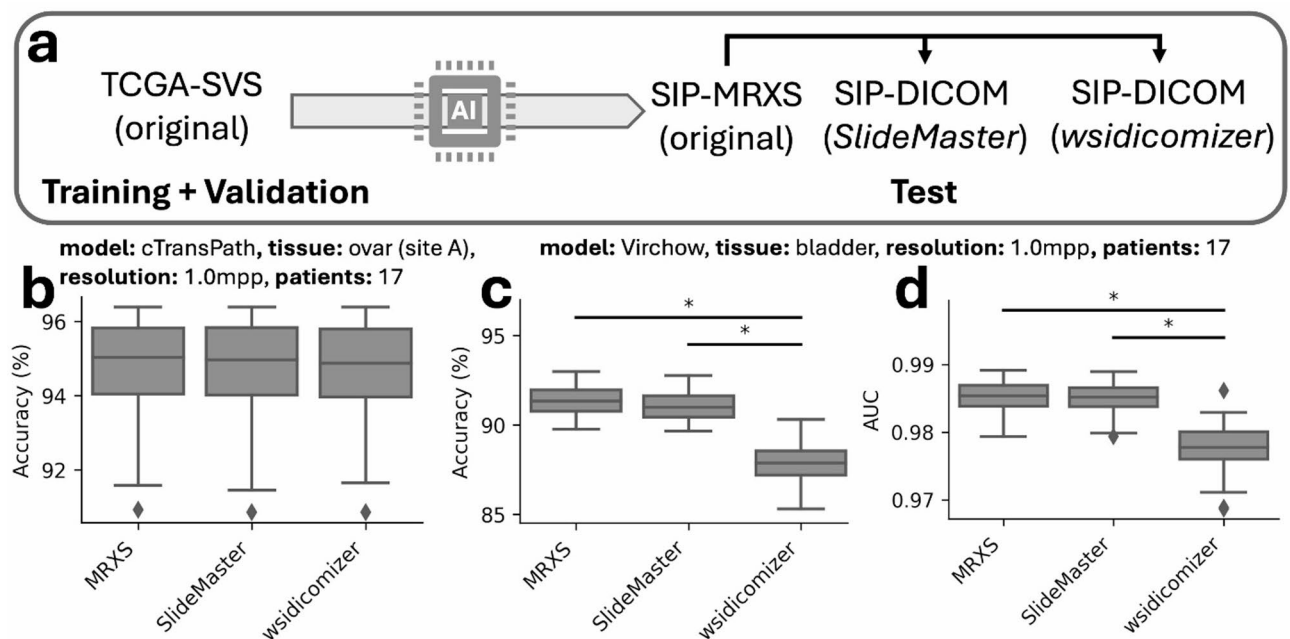 a
TCGA-SVS
(original)
AI
SIP-MRXS
(original)
SIP-DICOM
(SlideMaster)
SIP-DICOM
(wsidicomizer)
Training + Validation
Test
model: cTransPath, tissue: ovar (site A),
resolution: 1.0mpp, patients: 17
model: Virchow, tissue: bladder, resolution: 1.0mpp, patients: 17
b
Accuracy (%)
96
94
92
MRXS
SlideMaster
wsidicomizer
c
Accuracy (%)
95
90
85
*
*
MRXS
SlideMaster
wsidicomizer
d
AUC
0.99
0.98
0.97
*
*
MRXS
SlideMaster
wsidicomizer